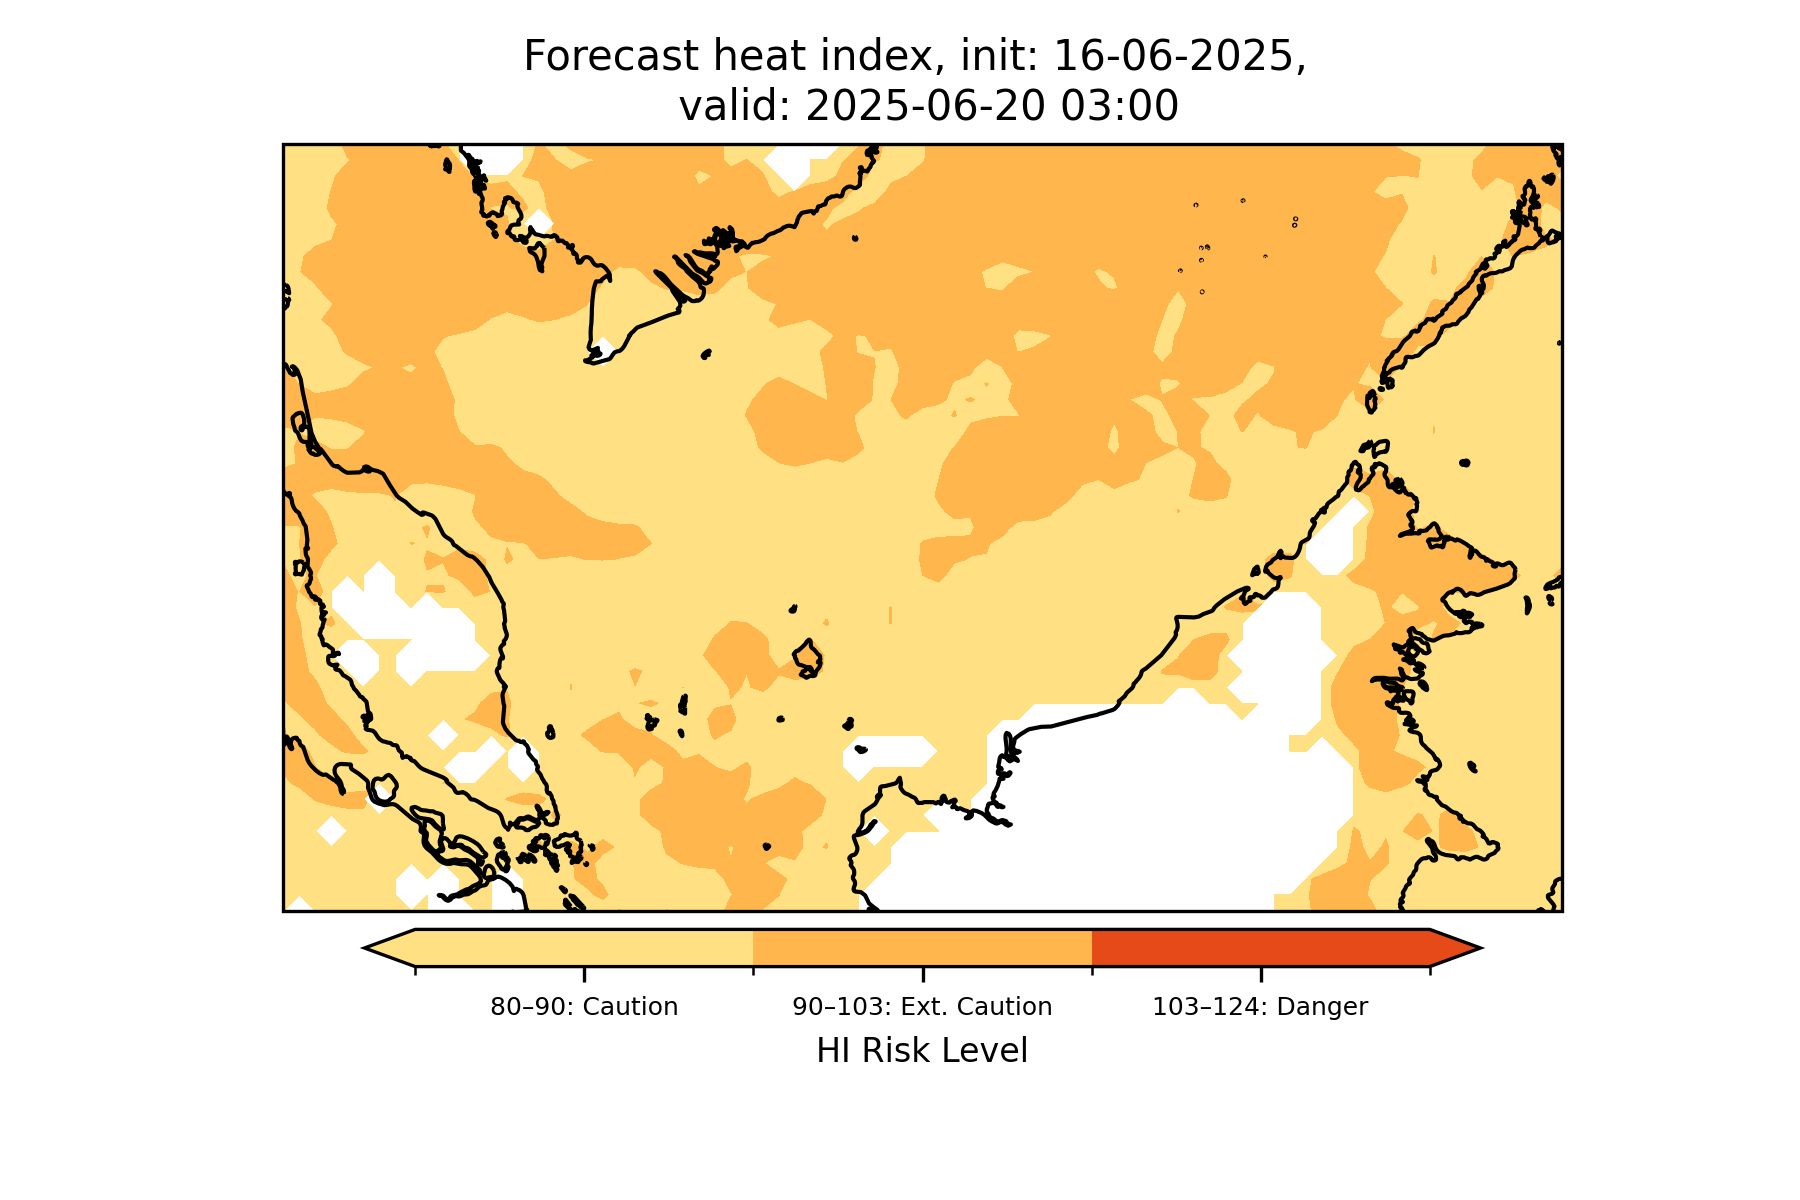 Forecast heat index, init: 16-06-2025,
valid: 2025-06-20 03:00
80–90: Caution
90–103: Ext. Caution
103–124: Danger
HI Risk Level